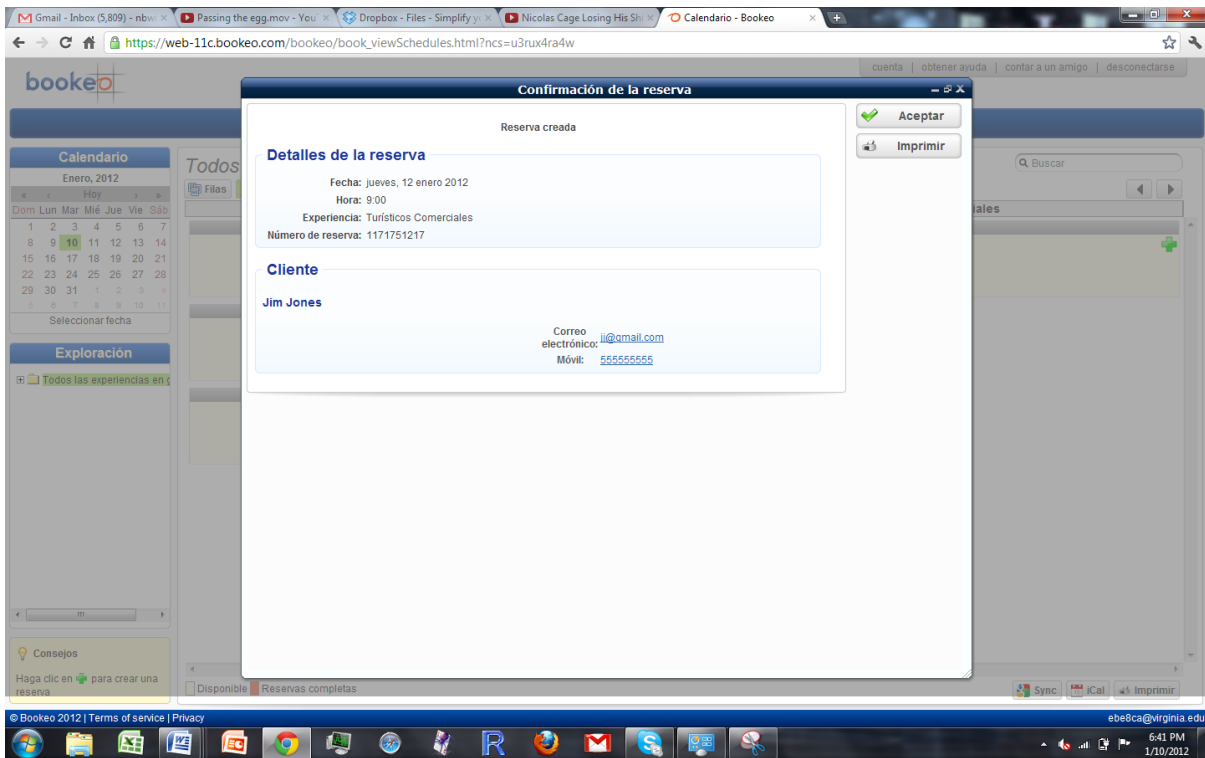 Gmail - Inbox (5,809) - nbwi
Passing the egg.mov - You
Dropbox - Files - Simplify yo
Nicolas Cage Losing His Shi
Calendario - Bookeo
https://web-11c.bookeo.com/bookeo/book_viewSchedules.html?ncs=u3rux4ra4w
cuenta | obtener ayuda | contar a un amigo | desconectarse
bookeo
Confirmación de la reserva
Aceptar
Imprimir
Reserva creada
Detalles de la reserva
Fecha: jueves, 12 enero 2012
Hora: 9:00
Experiencia: Turísticos Comerciales
Número de reserva: 1171751217
Cliente
Jim Jones
Correo
electrónico: jj@gmail.com
Móvil: 555555555
Calendario
Enero, 2012
« ‹ Hoy › »
Dom Lun Mar Mié Jue Vie Sáb
1 2 3 4 5 6 7
8 9 10 11 12 13 14
15 16 17 18 19 20 21
22 23 24 25 26 27 28
29 30 31 1 2 3 4
5 6 7 8 9 10 11
Seleccionar fecha
Exploración
Todos las experiencias en g
Todos
Filas
Buscar
iales
Consejos
Haga clic en para crear una
reserva
Disponible Reservas completas
Sync iCal Imprimir
© Bookeo 2012 | Terms of service | Privacy
ebe8ca@virginia.edu
6:41 PM
1/10/2012